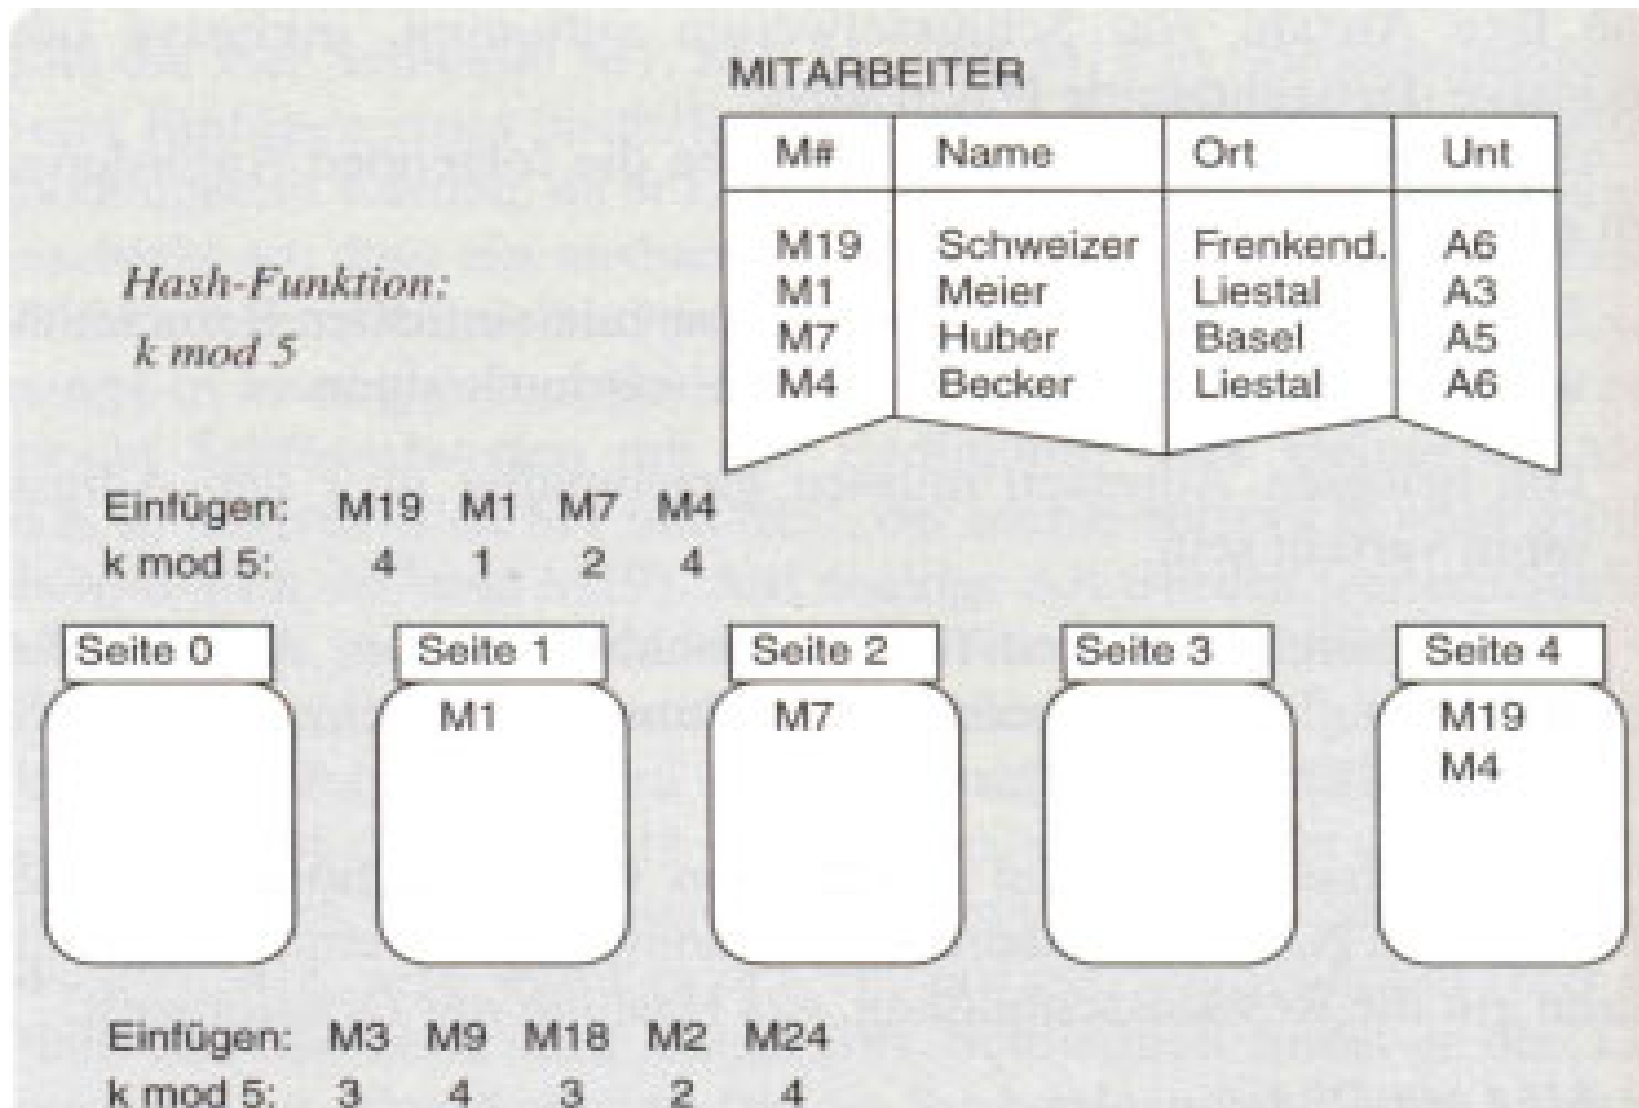 MITARBEITER
M# Name Ort Unt
M19 Schweizer Frenkend. A6
M1 Meier Liestal A3
M7 Huber Basel A5
M4 Becker Liestal A6
Hash-Funktion:
k mod 5
Einfügen: M19 M1 M7 M4
k mod 5: 4 1 2 4
Seite 0 Seite 1 Seite 2 Seite 3 Seite 4
M1 M7 M19
M4
Einfügen: M3 M9 M18 M2 M24
k mod 5: 3 4 3 2 4